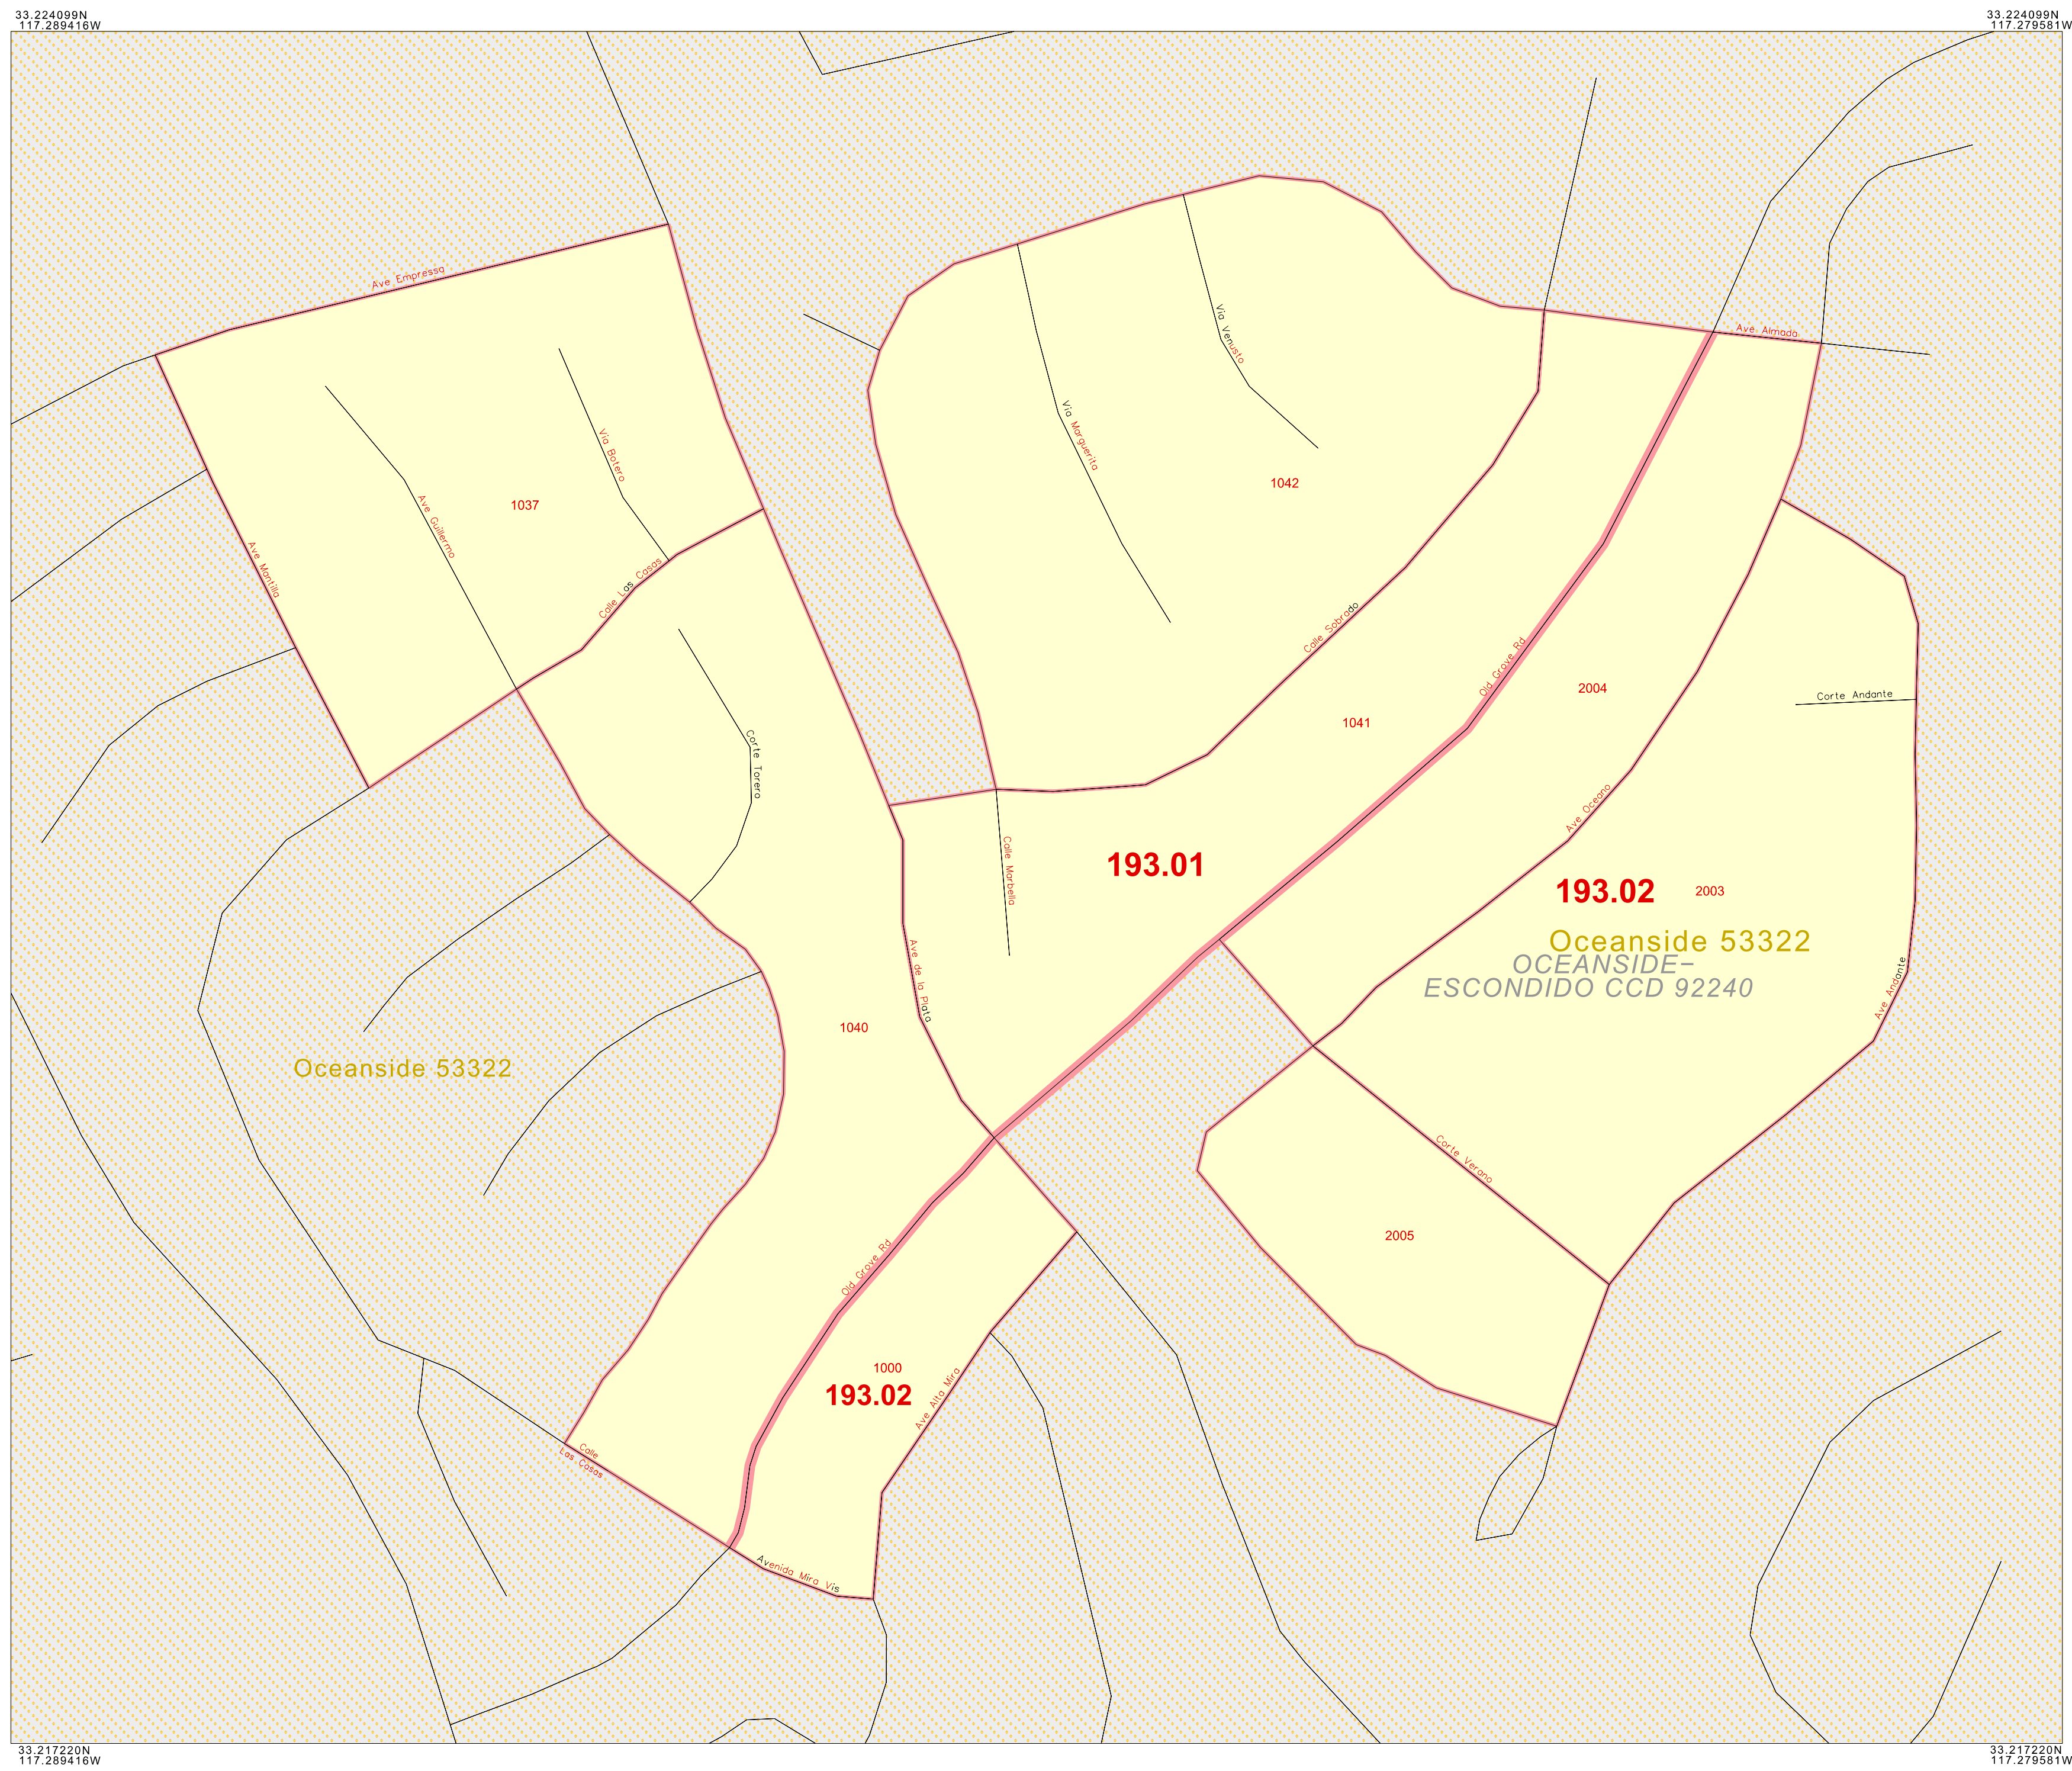 33.224099N
117.289416W
33.224099N
117.279581W
Ave Empressa
Ave Almada
Via Venusto
Via Marguerita
Via Botero
1042
Ave Guillermo
1037
Ave Mantilla
Calle Las Casas
Calle Sobrado
Old Grove Rd
2004
Corte Andante
1041
Corte Torero
Ave Oceano
Calle Marbella
193.01
193.02
2003
Oceanside 53322
OCEANSIDE–
ESCONDIDO CCD 92240
Ave de la Plata
Ave Andante
1040
Oceanside 53322
Corte Verano
2005
Old Grove Rd
1000
193.02
Ave Alta Mira
Calle
Las Casas
Avenida Mira Vis
33.217220N
117.289416W
33.217220N
117.279581W